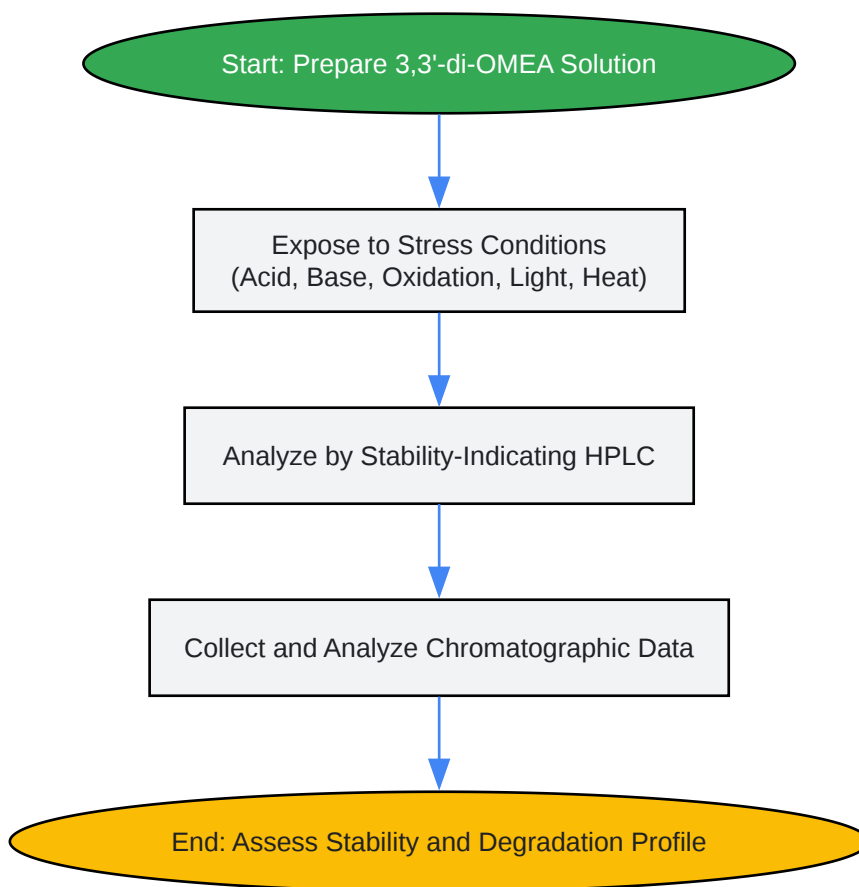 Start: Prepare 3,3'-di-OMEA Solution
Expose to Stress Conditions
(Acid, Base, Oxidation, Light, Heat)
Analyze by Stability-Indicating HPLC
Collect and Analyze Chromatographic Data
End: Assess Stability and Degradation Profile